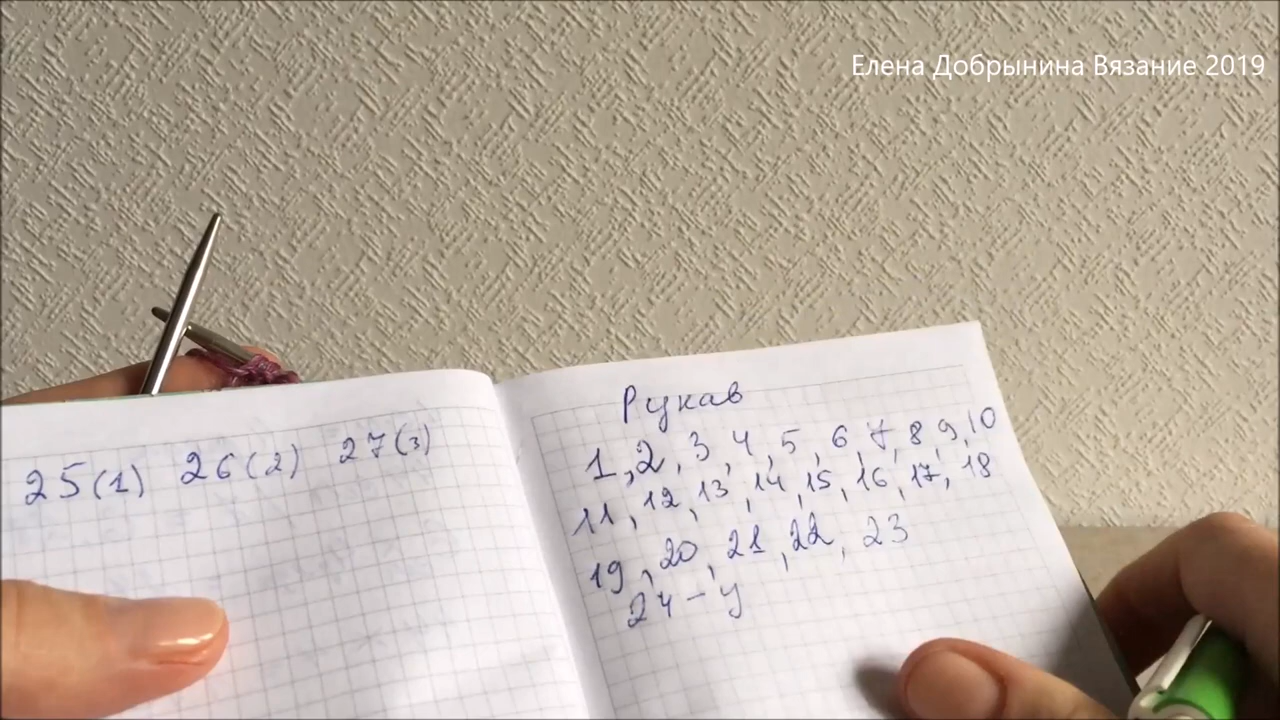 Елена Добрынина Вязание 2019
25(1) 26(2) 27(3)
Рукав
1, 2, 3, 4, 5, 6, 7, 8, 9, 10
11, 12, 13, 14, 15, 16, 17, 18
19, 20, 21, 22, 23
24 - у